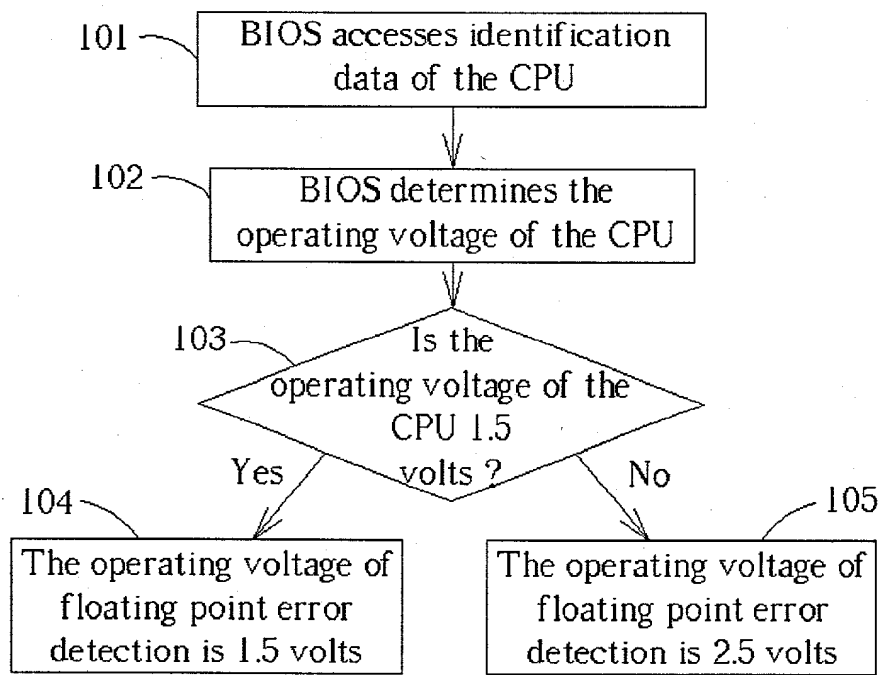 101
BIOS accesses identification
data of the CPU
102
BIOS determines the
operating voltage of the CPU
103
Is the
operating voltage of the
CPU 1.5
volts ?
Yes
No
104
105
The operating voltage of
floating point error
detection is 1.5 volts
The operating voltage of
floating point error
detection is 2.5 volts